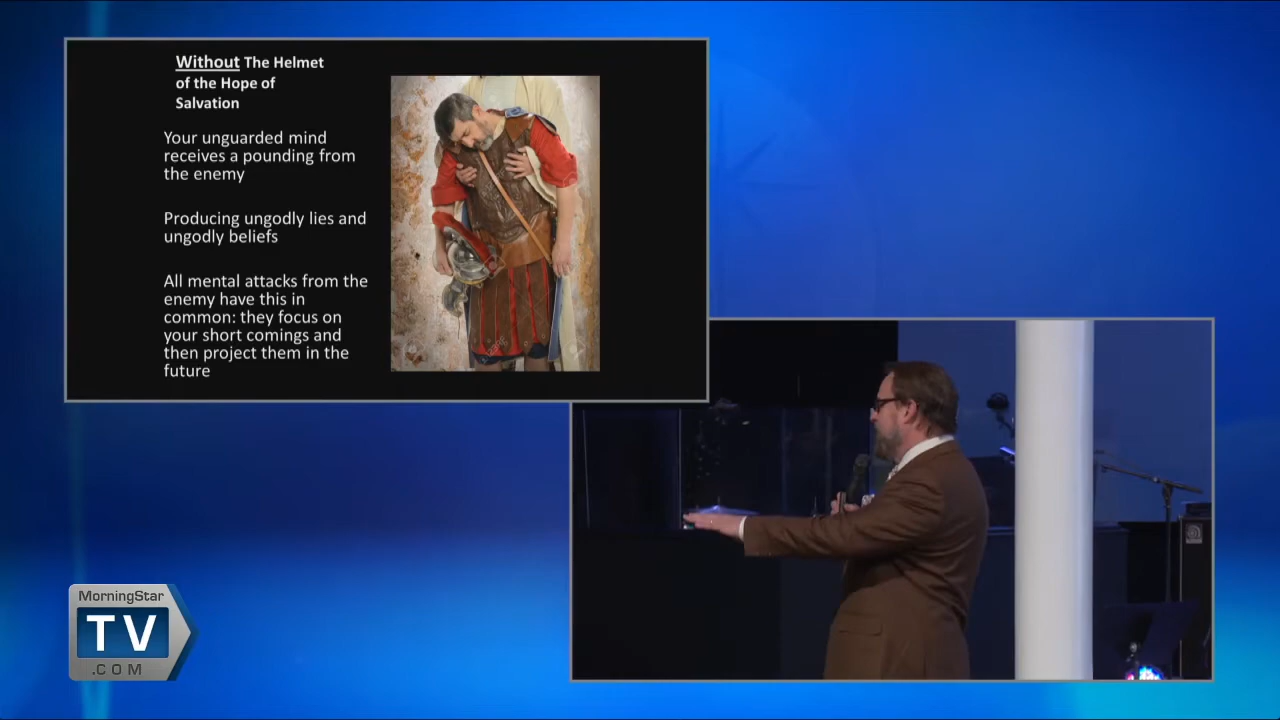 Without The Helmet
of the Hope of
Salvation
Your unguarded mind
receives a pounding from
the enemy
Producing ungodly lies and
ungodly beliefs
All mental attacks from the
enemy have this in
common: they focus on
your short comings and
then project them in the
future
MorningStar
TV
.COM